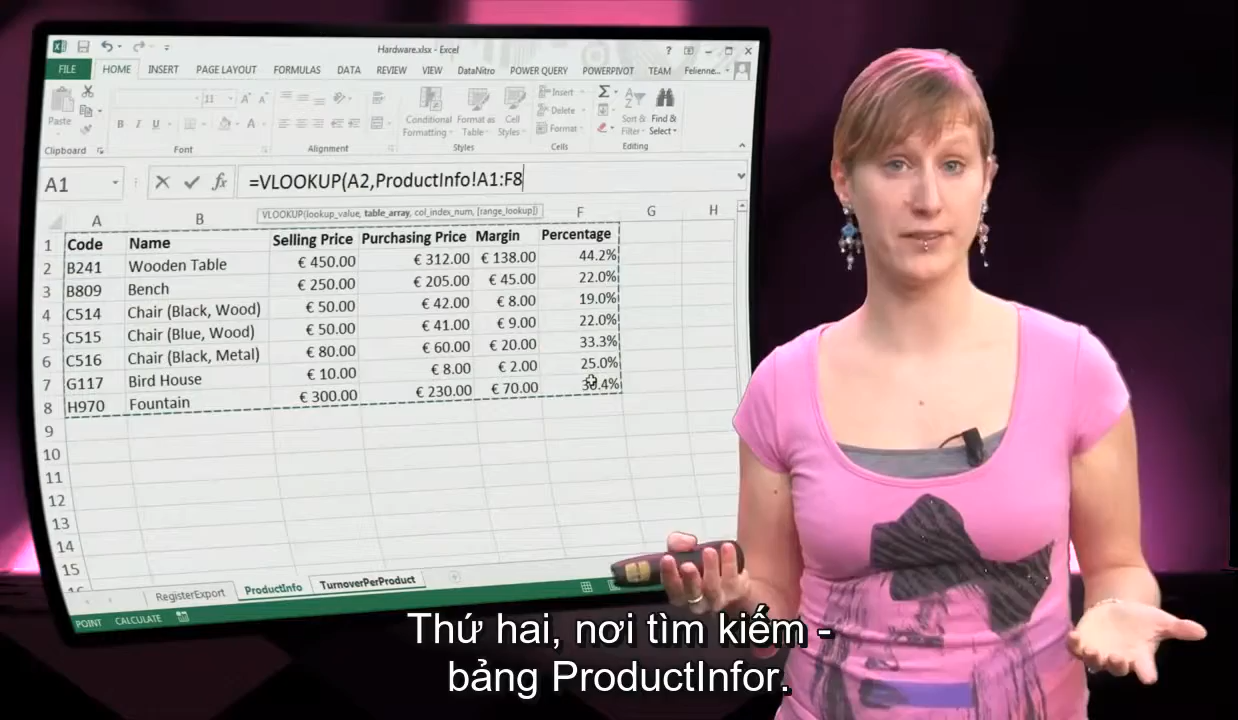 Hardware.xlsx - Excel
FILE HOME INSERT PAGE LAYOUT FORMULAS DATA REVIEW VIEW DataNitro POWER QUERY POWERPIVOT TEAM Felienne...
Paste
11
B I U
Conditional Formatting
Format as Table
Cell Styles
Insert
Delete
Format
Sort & Filter
Find & Select
Clipboard Font Alignment Styles Cells Editing
A1 fx =VLOOKUP(A2,ProductInfo!A1:F8
VLOOKUP(lookup_value, table_array, col_index_num, [range_lookup])
A B F G H
1 Code Name Selling Price Purchasing Price Margin Percentage
2 B241 Wooden Table € 450.00 € 312.00 € 138.00 44.2%
3 B809 Bench € 250.00 € 205.00 € 45.00 22.0%
4 C514 Chair (Black, Wood) € 50.00 € 42.00 € 8.00 19.0%
5 C515 Chair (Blue, Wood) € 50.00 € 41.00 € 9.00 22.0%
6 C516 Chair (Black, Metal) € 80.00 € 60.00 € 20.00 33.3%
7 G117 Bird House € 10.00 € 8.00 € 2.00 25.0%
8 H970 Fountain € 300.00 € 230.00 € 70.00 30.4%
9
10
11
12
13
14
15
RegisterExport ProductInfo TurnoverPerProduct
POINT CALCULATE
Thứ hai, nơi tìm kiếm -
bảng ProductInfor.